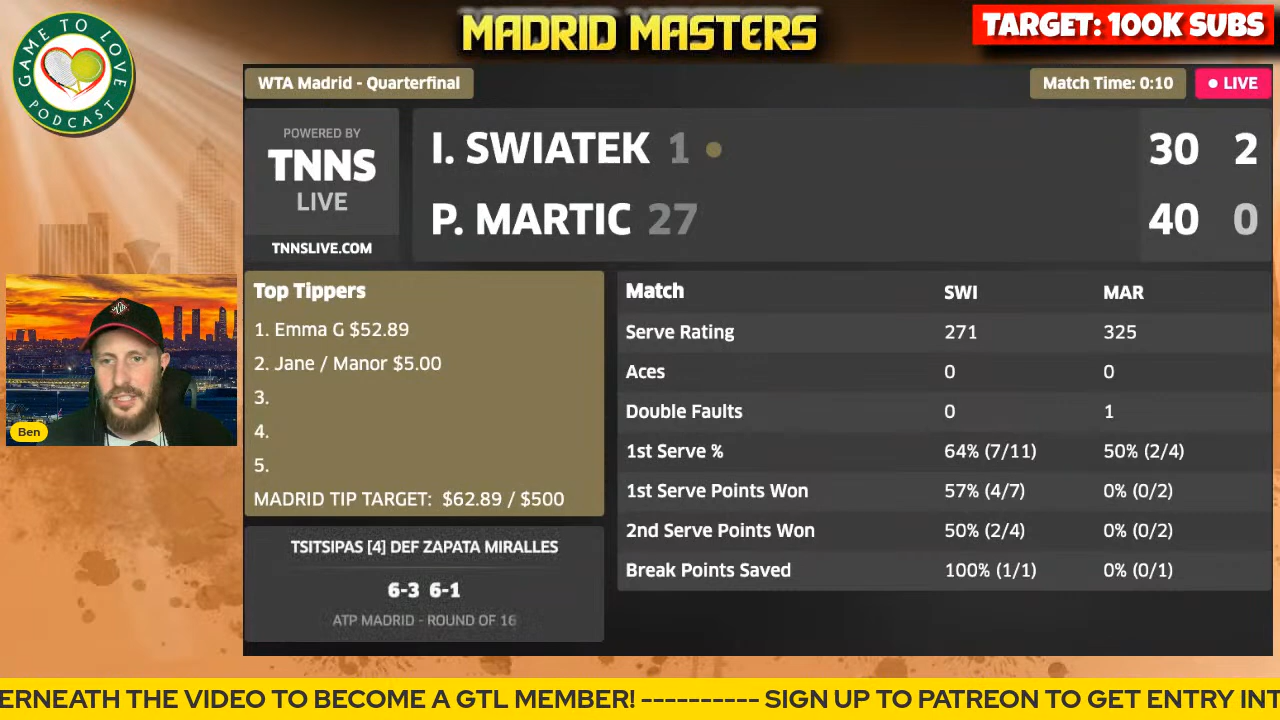 GAME TO LOVE
PODCAST
MADRID MASTERS
TARGET: 100K SUBS
WTA Madrid - Quarterfinal
Match Time: 0:10
LIVE
POWERED BY
TNNS
LIVE
TNNSLIVE.COM
I. SWIATEK 1 30 2
P. MARTIC 27 40 0
Top Tippers
1. Emma G $52.89
2. Jane / Manor $5.00
3.
4.
5.
MADRID TIP TARGET: $62.89 / $500
TSITSIPAS [4] DEF ZAPATA MIRALLES
6-3 6-1
ATP MADRID - ROUND OF 16
Match SWI MAR
Serve Rating 271 325
Aces 0 0
Double Faults 0 1
1st Serve % 64% (7/11) 50% (2/4)
1st Serve Points Won 57% (4/7) 0% (0/2)
2nd Serve Points Won 50% (2/4) 0% (0/2)
Break Points Saved 100% (1/1) 0% (0/1)
Ben
ERNEATH THE VIDEO TO BECOME A GTL MEMBER! ---------- SIGN UP TO PATREON TO GET ENTRY INT